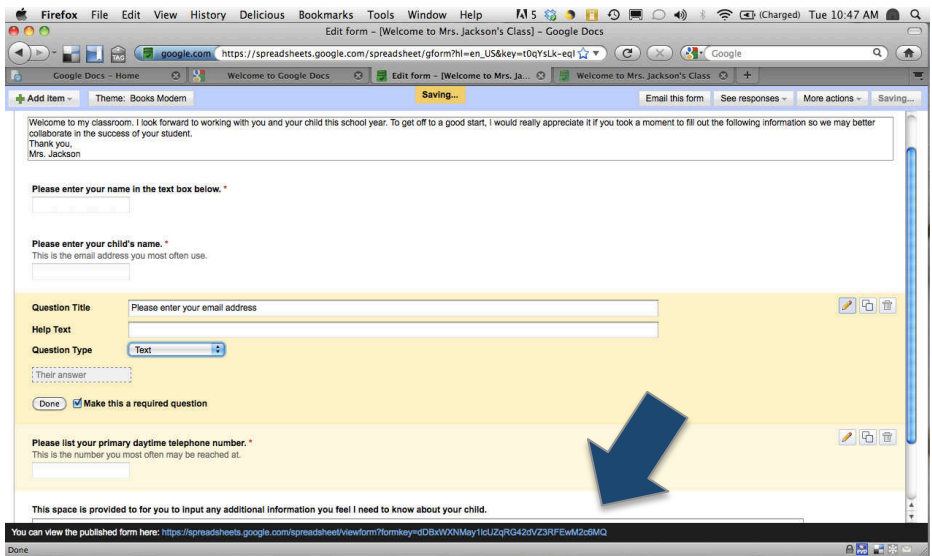 Firefox File Edit View History Delicious Bookmarks Tools Window Help 5 (Charged) Tue 10:47 AM
Edit form – [Welcome to Mrs. Jackson's Class] – Google Docs
google.com https://spreadsheets.google.com/spreadsheet/gform?hl=en_US&key=t0qYsLk-eql Google
Google Docs – Home Welcome to Google Docs Edit form – [Welcome to Mrs. Ja... Welcome to Mrs. Jackson's Class +
Add item Theme: Books Modern Saving... Email this form See responses More actions Saving...
Welcome to my classroom. I look forward to working with you and your child this school year. To get off to a good start, I would really appreciate it if you took a moment to fill out the following information so we may better
collaborate in the success of your student.
Thank you,
Mrs. Jackson
Please enter your name in the text box below. *
Please enter your child's name. *
This is the email address you most often use.
Question Title Please enter your email address
Help Text
Question Type Text
Their answer
Done Make this a required question
Please list your primary daytime telephone number. *
This is the number you most often may be reached at.
This space is provided to for you to input any additional information you feel I need to know about your child.
You can view the published form here: https://spreadsheets.google.com/spreadsheet/viewform?formkey=dDBxWXNMay1lcUZqRG42dVZ3RFEwM2c6MQ
Done